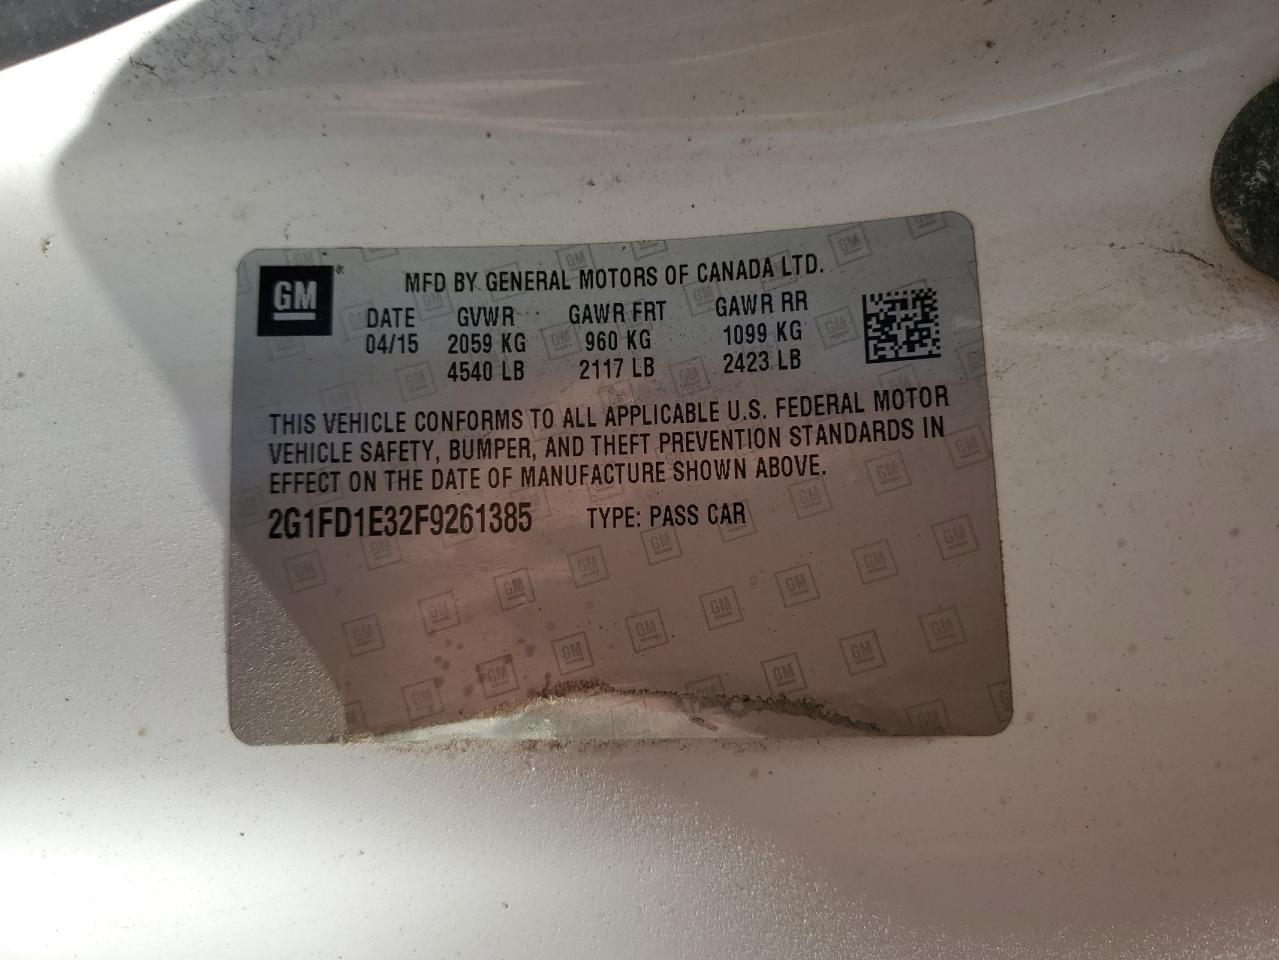 GM
MFD BY GENERAL MOTORS OF CANADA LTD.
DATE GVWR GAWR FRT GAWR RR
04/15 2059 KG 960 KG 1099 KG
4540 LB 2117 LB 2423 LB
THIS VEHICLE CONFORMS TO ALL APPLICABLE U.S. FEDERAL MOTOR
VEHICLE SAFETY, BUMPER, AND THEFT PREVENTION STANDARDS IN
EFFECT ON THE DATE OF MANUFACTURE SHOWN ABOVE.
2G1FD1E32F9261385 TYPE: PASS CAR